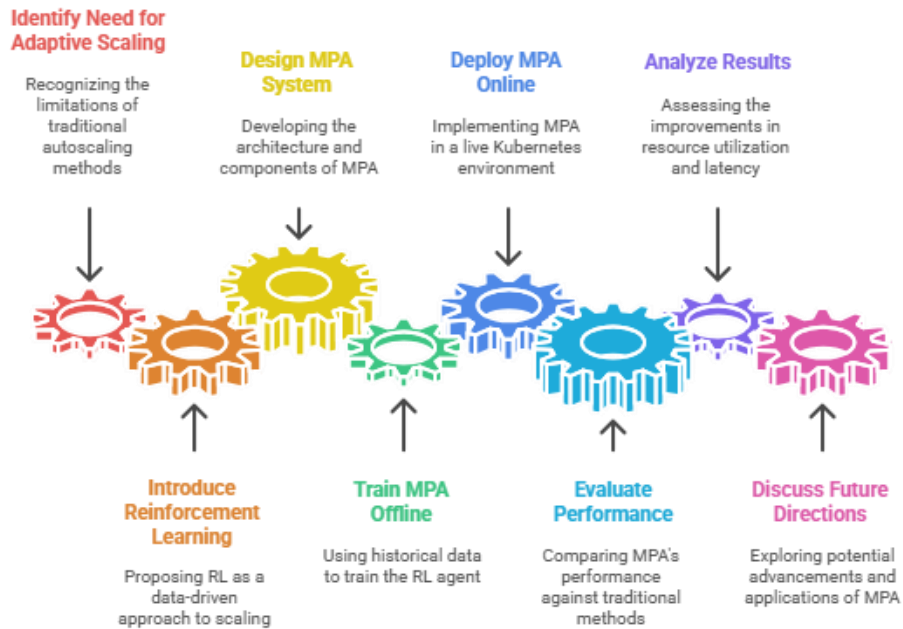 Identify Need for
Adaptive Scaling
Recognizing the
limitations of
traditional
autoscaling
methods
Introduce
Reinforcement
Learning
Proposing RL as a
data-driven
approach to scaling
Design MPA
System
Developing the
architecture and
components of MPA
Train MPA
Offline
Using historical data
to train the RL agent
Deploy MPA
Online
Implementing MPA
in a live Kubernetes
environment
Evaluate
Performance
Comparing MPA's
performance
against traditional
methods
Analyze Results
Assessing the
improvements in
resource utilization
and latency
Discuss Future
Directions
Exploring potential
advancements and
applications of MPA